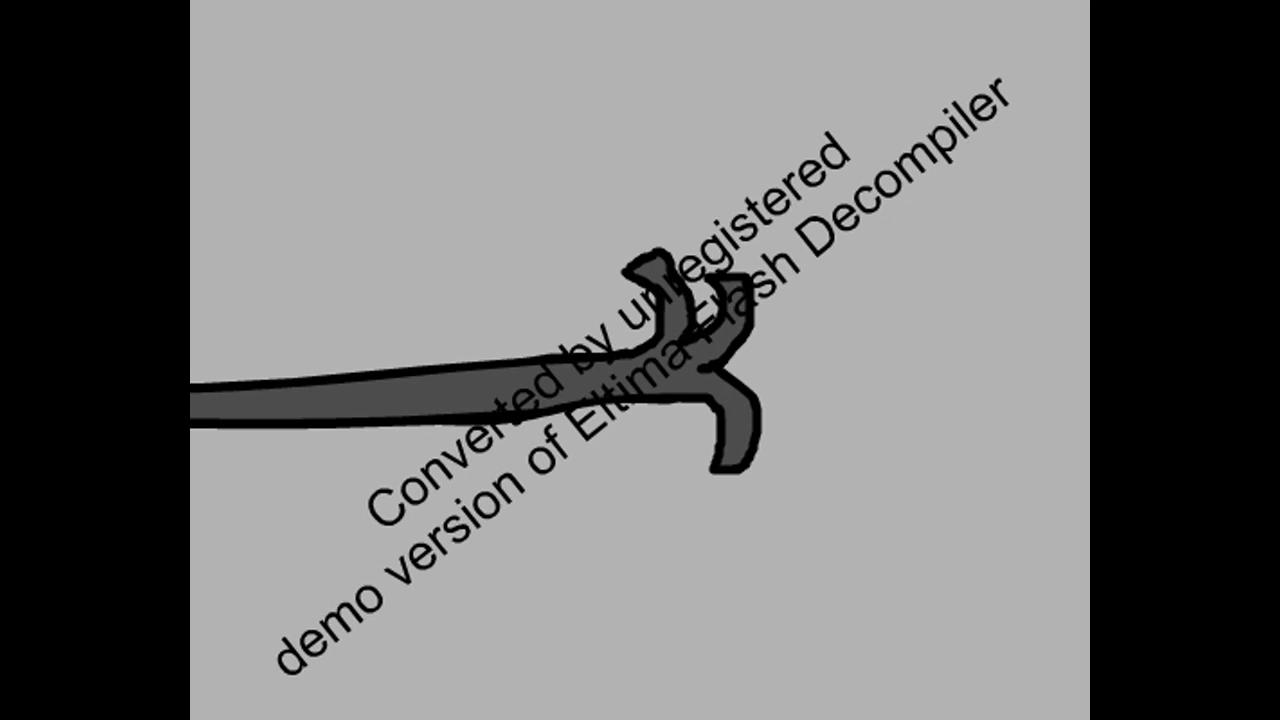 Converted by unregistered
demo version of Eltima Flash Decompiler